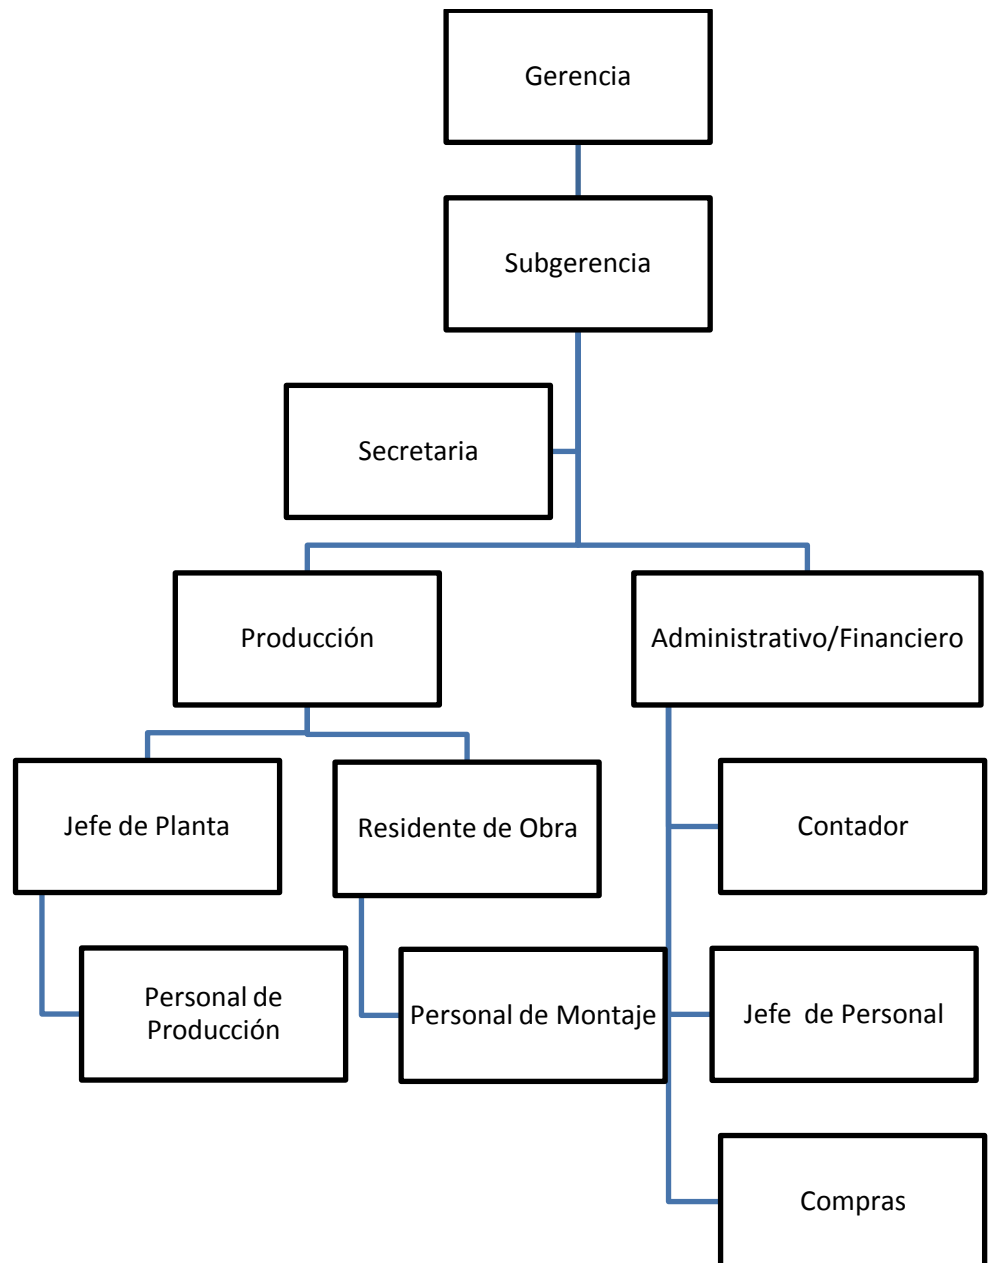 Gerencia
Subgerencia
Secretaria
Producción
Administrativo/Financiero
Jefe de Planta
Residente de Obra
Contador
Personal de
Producción
Personal de Montaje
Jefe  de Personal
Compras